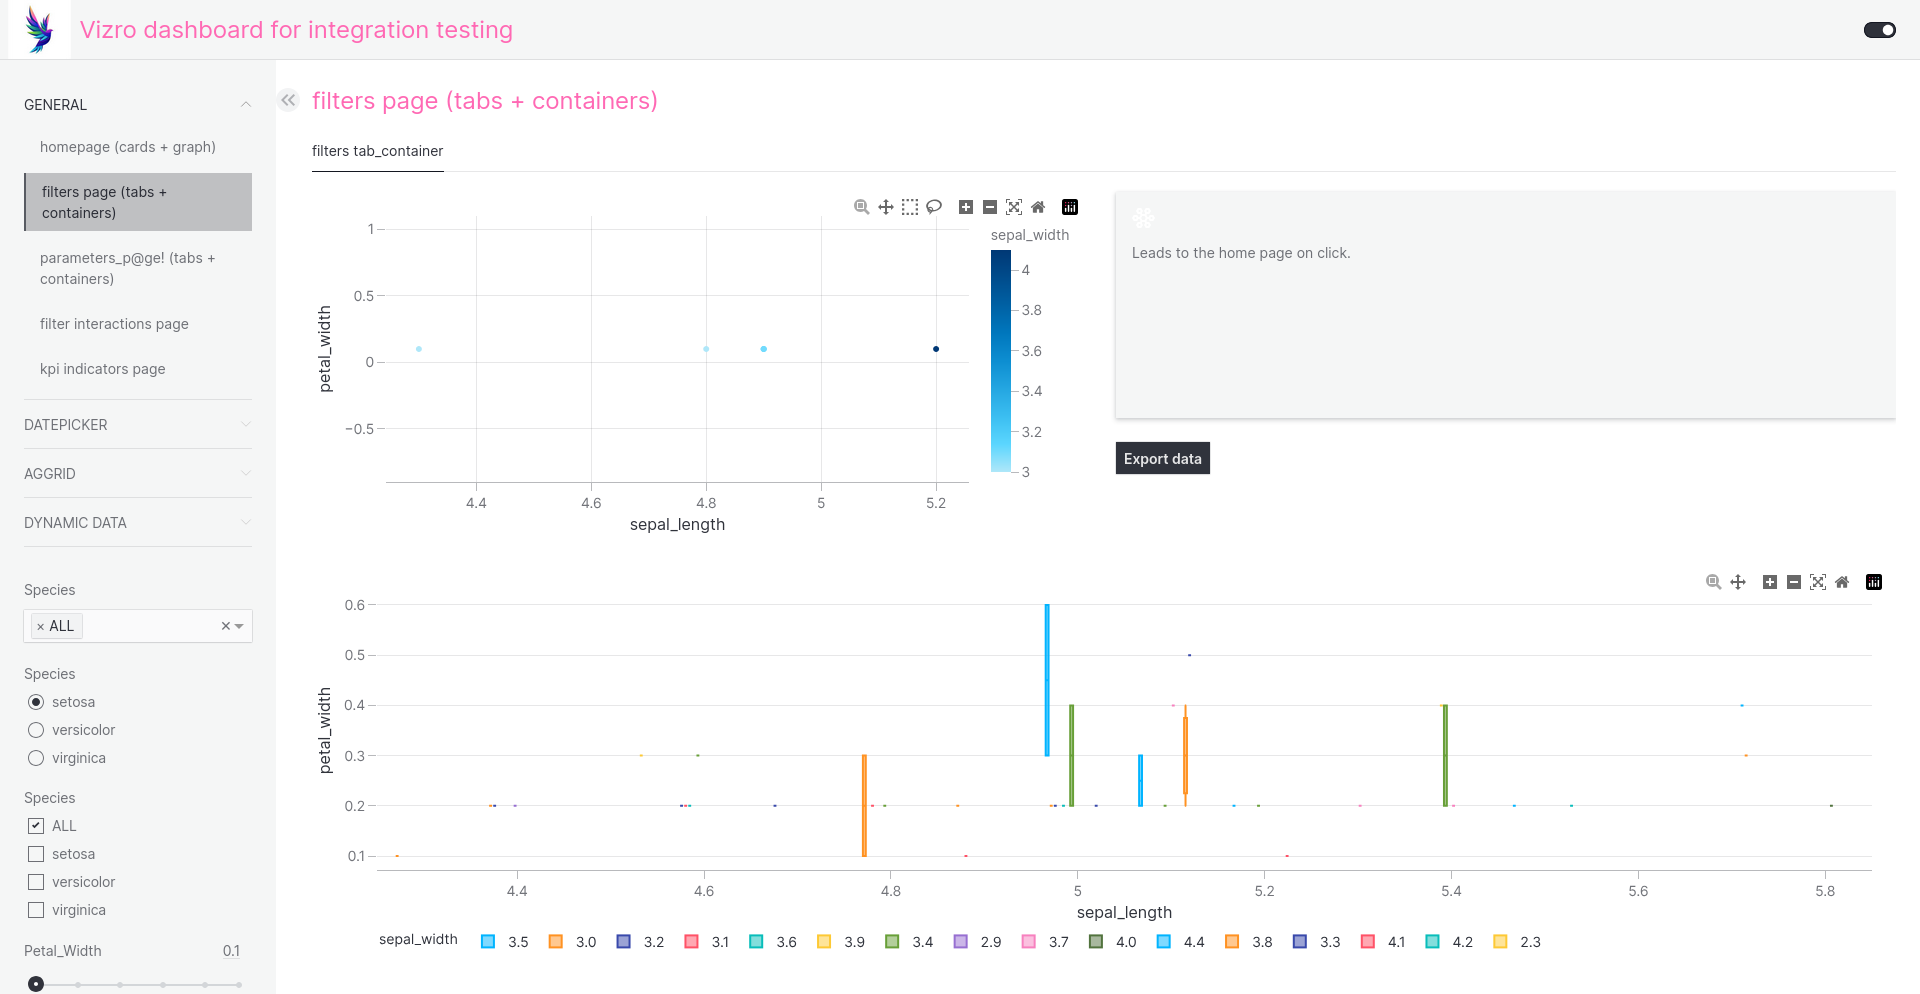 Vizro dashboard for integration testing
GENERAL
homepage (cards + graph)
filters page (tabs +
containers)
parameters_p@ge! (tabs +
containers)
filter interactions page
kpi indicators page
DATEPICKER
AGGRID
DYNAMIC DATA
Species
× ALL
Species
setosa
versicolor
virginica
Species
ALL
setosa
versicolor
virginica
Petal_Width 0.1
filters page (tabs + containers)
filters tab_container
petal_width
1
0.5
0
−0.5
4.4 4.6 4.8 5 5.2
sepal_length
sepal_width
4
3.8
3.6
3.4
3.2
3
Leads to the home page on click.
Export data
petal_width
0.6
0.5
0.4
0.3
0.2
0.1
4.4 4.6 4.8 5 5.2 5.4 5.6 5.8
sepal_length
sepal_width 3.5 3.0 3.2 3.1 3.6 3.9 3.4 2.9 3.7 4.0 4.4 3.8 3.3 4.1 4.2 2.3